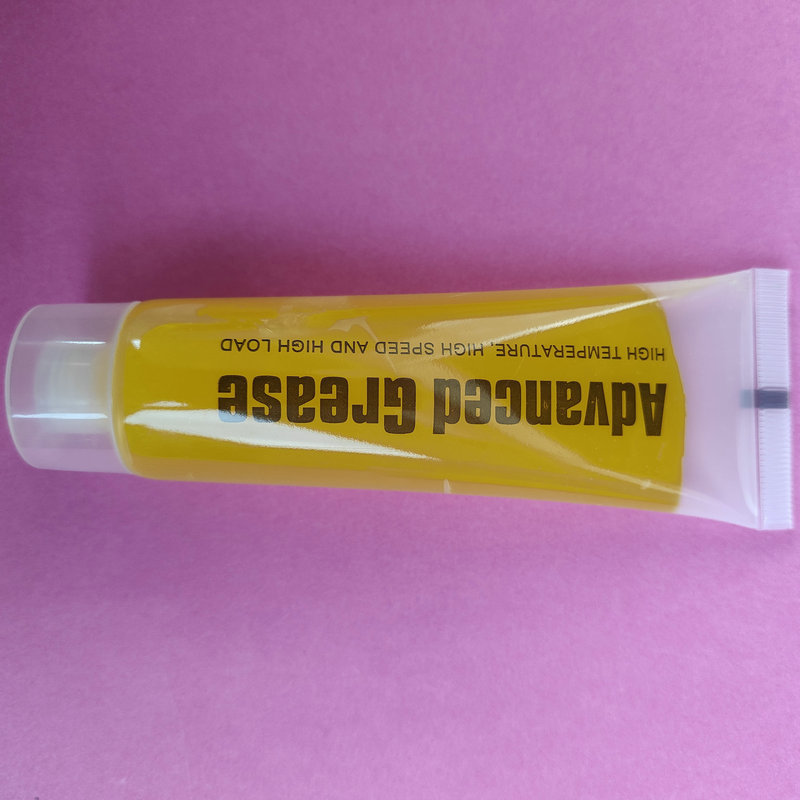 Advanced Grease
HIGH TEMPERATURE, HIGH SPEED AND HIGH LOAD